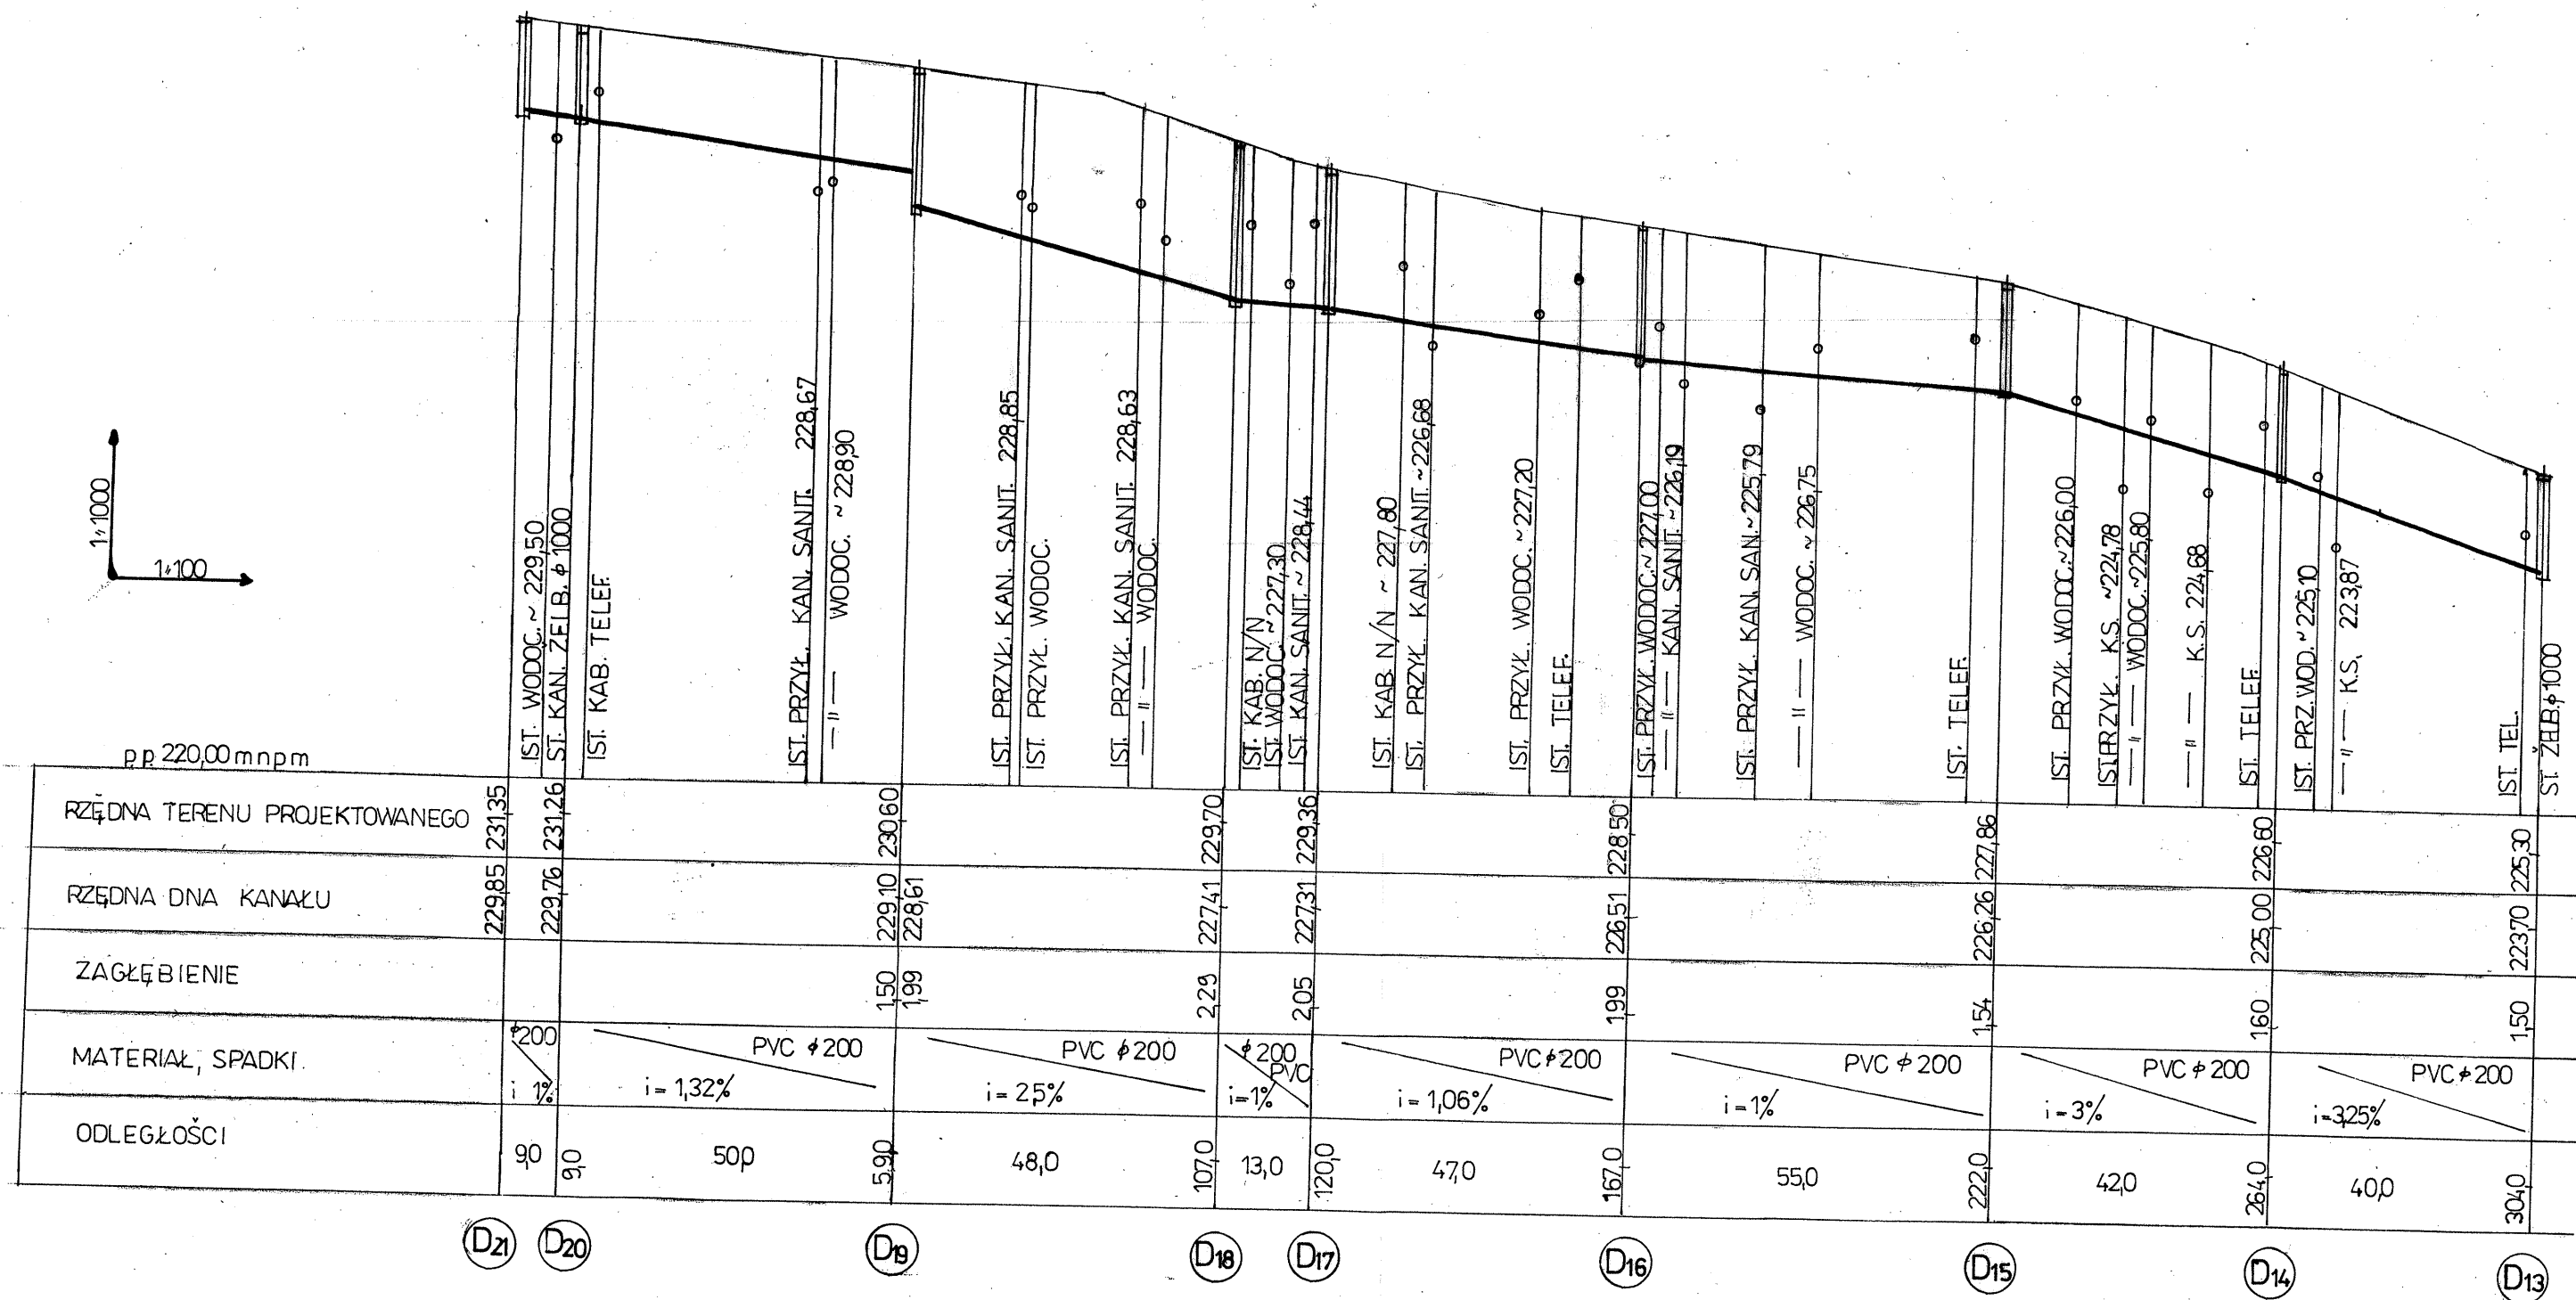 1:1000
1:100
IST. WODOC. ~ 229,50
ST. KAN. ŻELB. ϕ 1000
IST. KAB. TELEF.
IST. PRZYŁ. KAN. SANIT. 228,67
— II — WODOC. ~ 228,90
IST. PRZYŁ. KAN. SANIT. 228,85
IST. PRZYŁ. WODOC.
IST. PRZYŁ. KAN. SANIT. 228,63
— II — WODOC.
IST. KAB. N/N
IST. WODOC. ~ 227,30
IST. KAN. SANIT. ~ 228,44
IST. KAB. N/N ~ 227,80
IST. PRZYŁ. KAN. SANIT. ~226,68
IST. PRZYŁ. WODOC. ~ 227,20
IST. TELEF.
IST. PRZYŁ. WODOC. ~ 227,00
— II — KAN. SANIT. ~226,19
IST. PRZYŁ. KAN. SAN. ~ 225,79
— II — WODOC. ~ 226,75
IST. TELEF.
IST. PRZYŁ. WODOC. ~ 226,00
IST. PRZYŁ. K.S. ~224,78
— II — WODOC. ~225,80
— II — K.S. 224,68
IST. TELEF.
IST. PRZ. WOD. ~ 225,10
— II — K.S. 223,87
IST. TEL.
ST. ŻELB. ϕ 1000
p.p. 220,00 m n p m
RZĘDNA TERENU PROJEKTOWANEGO 231,35 231,26 230,60 229,70 229,36 228,50 227,86 226,60 225,30
RZĘDNA DNA KANAŁU 229,85 229,76 229,10 228,61 227,41 227,31 226,51 226,26 225,00 223,70
ZAGŁĘBIENIE 1,50 1,99 2,29 2,05 1,99 1,54 1,60 1,50
MATERIAŁ, SPADKI.
ϕ200 i 1%
PVC ϕ 200 i = 1,32%
PVC ϕ 200 i = 2,5%
ϕ 200 PVC i=1%
PVC ϕ 200 i = 1,06%
PVC ϕ 200 i = 1%
PVC ϕ 200 i = 3%
PVC ϕ 200 i = 3,25%
ODLEGŁOŚCI 9,0 9,0 50,0 5,90 48,0 107,0 13,0 120,0 47,0 167,0 55,0 222,0 42,0 264,0 40,0 304,0
D21 D20 D19 D18 D17 D16 D15 D14 D13